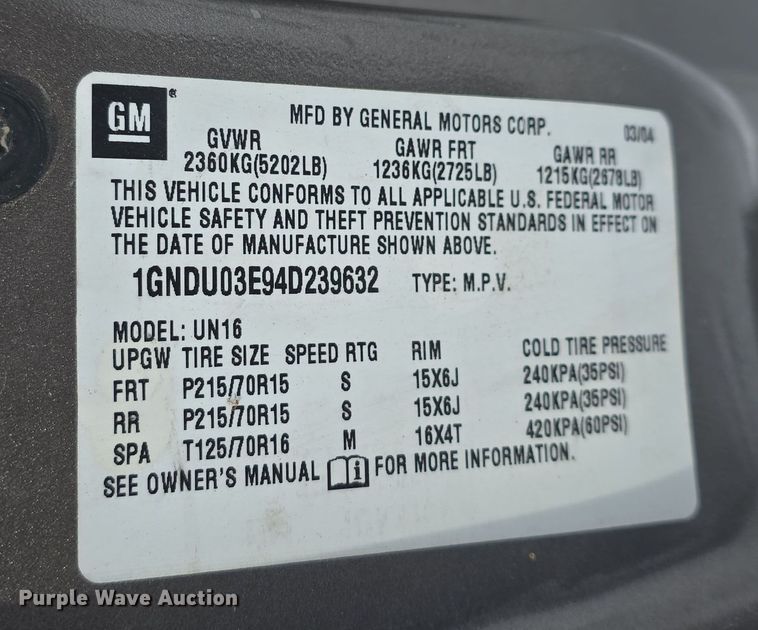 GM ®
MFD BY GENERAL MOTORS CORP. 03/04
GVWR GAWR FRT GAWR RR
2360KG(5202LB) 1236KG(2725LB) 1215KG(2678LB)
THIS VEHICLE CONFORMS TO ALL APPLICABLE U.S. FEDERAL MOTOR
VEHICLE SAFETY AND THEFT PREVENTION STANDARDS IN EFFECT ON
THE DATE OF MANUFACTURE SHOWN ABOVE.
1GNDU03E94D239632 TYPE: M.P.V.
MODEL: UN16
UPGW TIRE SIZE SPEED RTG RIM COLD TIRE PRESSURE
FRT P215/70R15 S 15X6J 240KPA(35PSI)
RR P215/70R15 S 15X6J 240KPA(35PSI)
SPA T125/70R16 M 16X4T 420KPA(60PSI)
SEE OWNER'S MANUAL i FOR MORE INFORMATION.
Purple Wave Auction